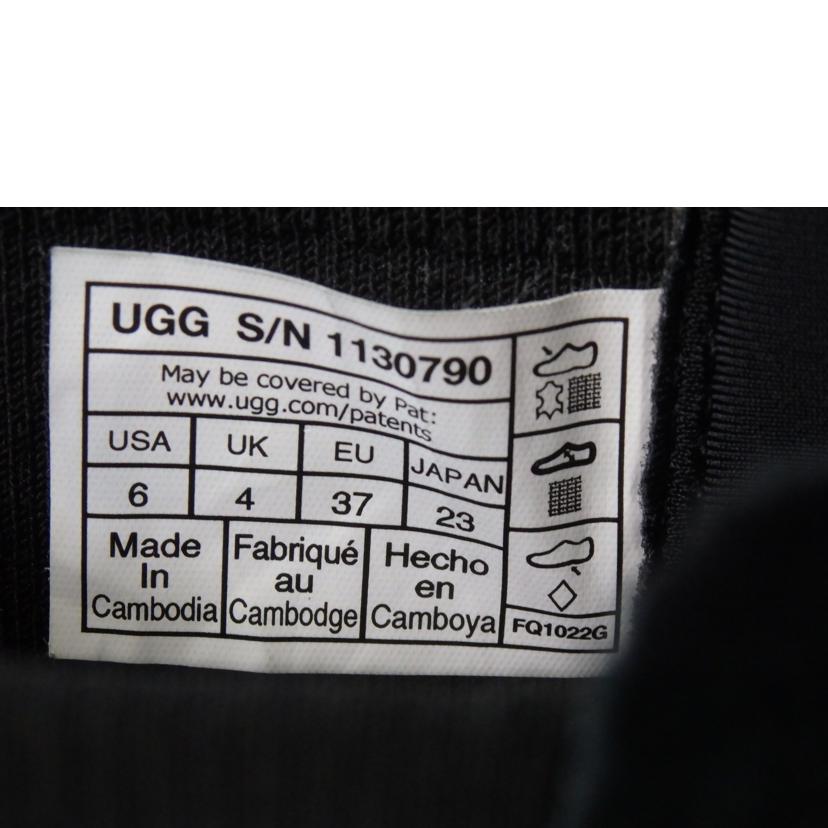 UGG S/N 1130790
May be covered by Pat:
www.ugg.com/patents
USA UK EU JAPAN
6 4 37 23
Made In Cambodia
Fabriqué au Cambodge
Hecho en Camboya
FQ1022G